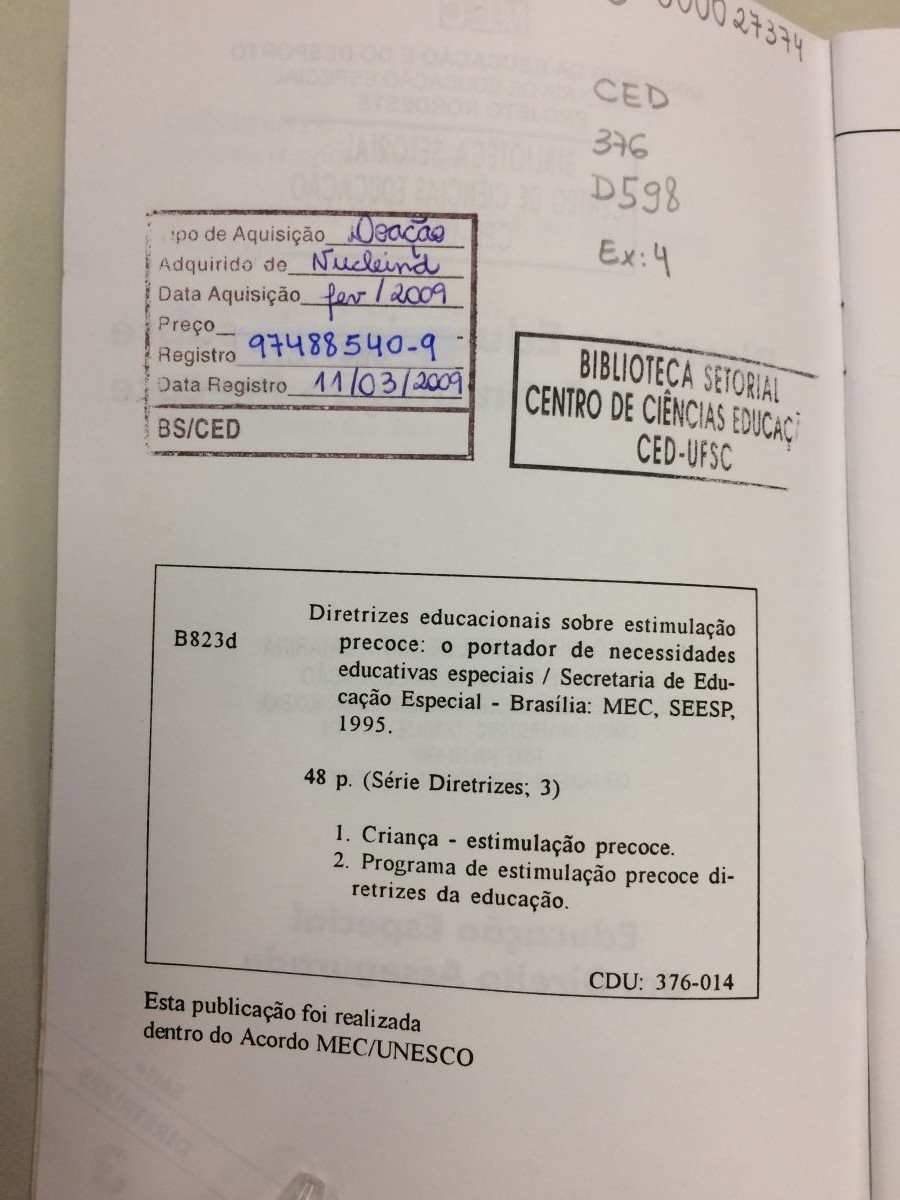 000027374
CED
376
D598
Ex: 4
ipo de Aquisição Doação
Adquirido de Nucleind
Data Aquisição fev / 2009
Preço
Registro 97488540-9
Data Registro 11/03/2009
BS/CED
BIBLIOTECA SETORIAL
CENTRO DE CIÊNCIAS EDUCAÇ
CED-UFSC
B823d
Diretrizes educacionais sobre estimulação
precoce: o portador de necessidades
educativas especiais / Secretaria de Edu-
cação Especial - Brasília: MEC, SEESP,
1995.
48 p. (Série Diretrizes; 3)
1. Criança - estimulação precoce.
2. Programa de estimulação precoce di-
retrizes da educação.
CDU: 376-014
Esta publicação foi realizada
dentro do Acordo MEC/UNESCO